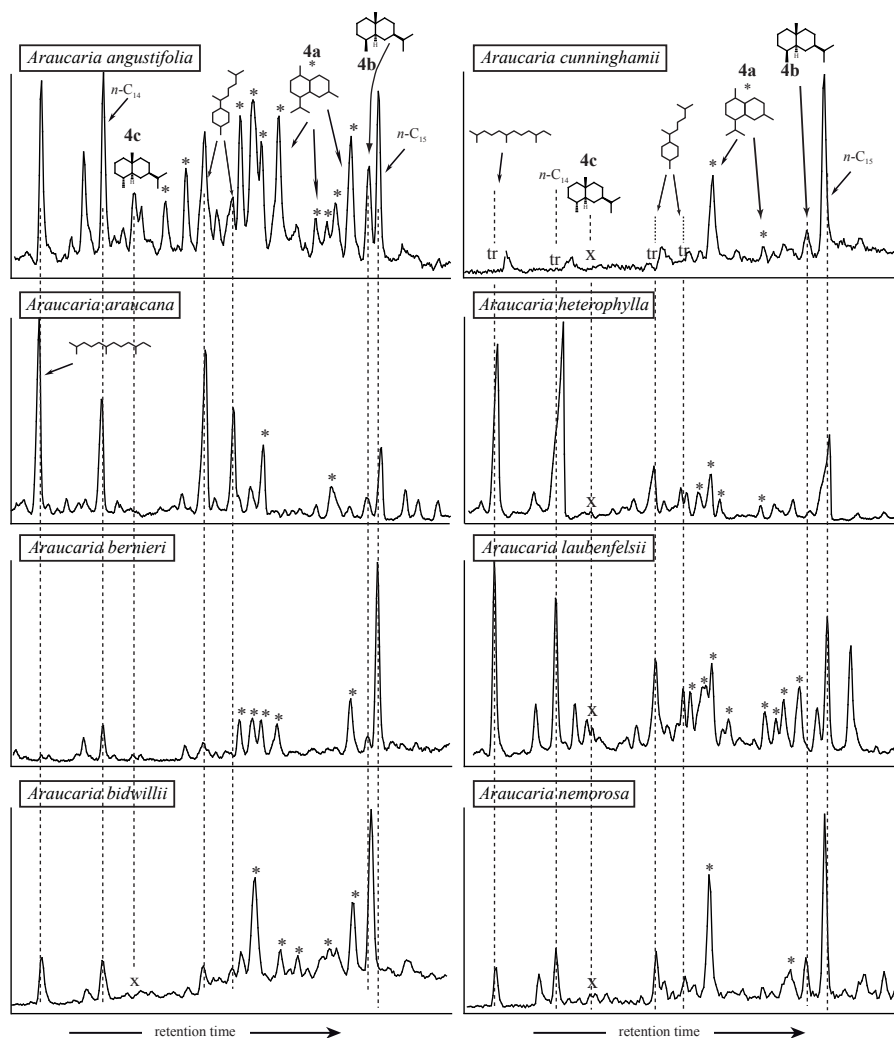 Araucaria angustifolia
n-C14
4c
H
* *
* * * *
4a
*
* * * *
4b
H
n-C15
Araucaria cunninghamii
n-C14
4c
H
4a
*
*
*
4b
H
n-C15
tr tr x tr tr
Araucaria araucana
* *
Araucaria heterophylla
x
* * * *
Araucaria bernieri
* * * * *
Araucaria laubenfelsii
x
* * * * * * * *
Araucaria bidwillii
x
* * * * *
Araucaria nemorosa
x
* *
retention time
retention time